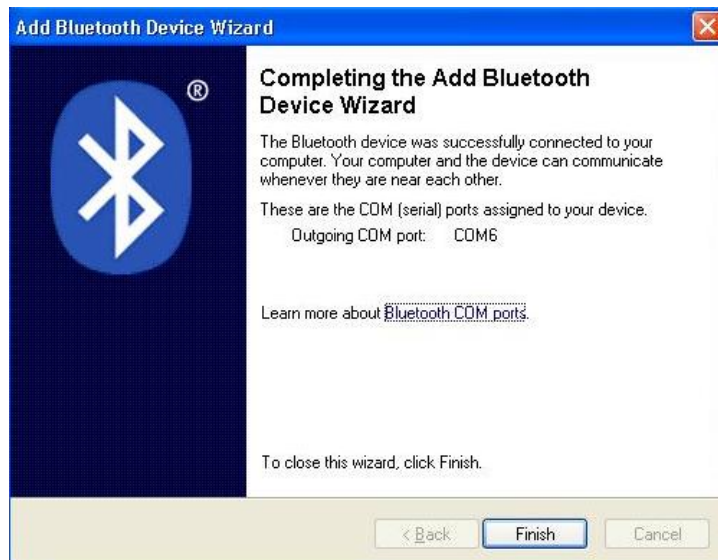 Add Bluetooth Device Wizard
®
Completing the Add Bluetooth
Device Wizard
The Bluetooth device was successfully connected to your
computer. Your computer and the device can communicate
whenever they are near each other.
These are the COM (serial) ports assigned to your device.
Outgoing COM port: COM6
Learn more about Bluetooth COM ports.
To close this wizard, click Finish.
< Back Finish Cancel